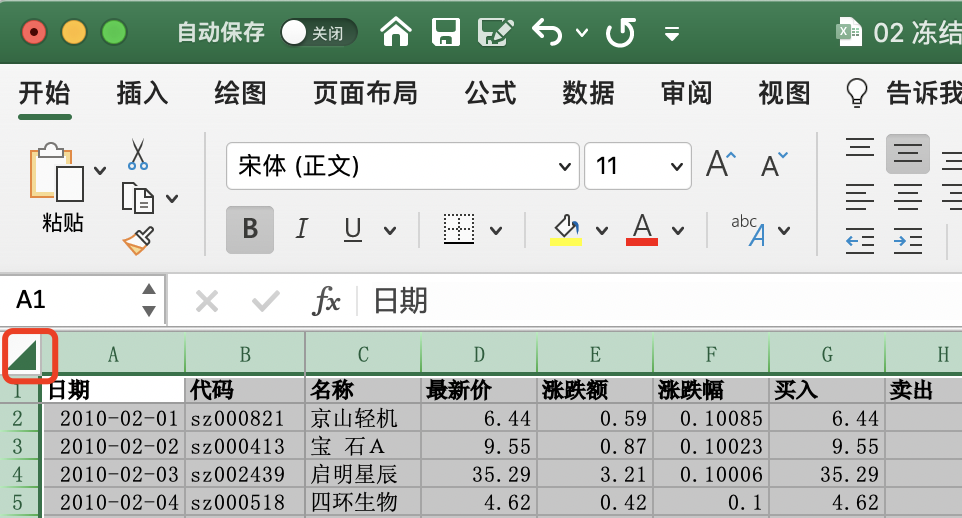 自动保存 关闭 02 冻结
开始 插入 绘图 页面布局 公式 数据 审阅 视图 告诉我
粘贴 宋体 (正文) 11 A A
B I U A abc A
A1 fx 日期
A B C D E F G H
1 日期 代码 名称 最新价 涨跌额 涨跌幅 买入 卖出
2 2010-02-01 sz000821 京山轻机 6.44 0.59 0.10085 6.44
3 2010-02-02 sz000413 宝 石A 9.55 0.87 0.10023 9.55
4 2010-02-03 sz002439 启明星辰 35.29 3.21 0.10006 35.29
5 2010-02-04 sz000518 四环生物 4.62 0.42 0.1 4.62